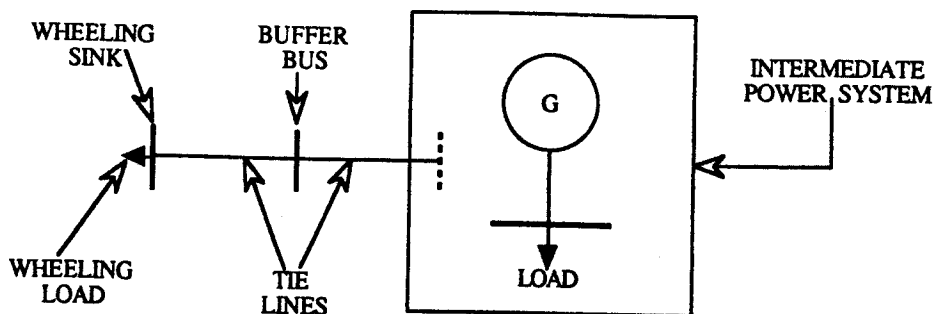 WHEELING
SINK
BUFFER
BUS
G
INTERMEDIATE
POWER SYSTEM
WHEELING
LOAD
TIE
LINES
LOAD